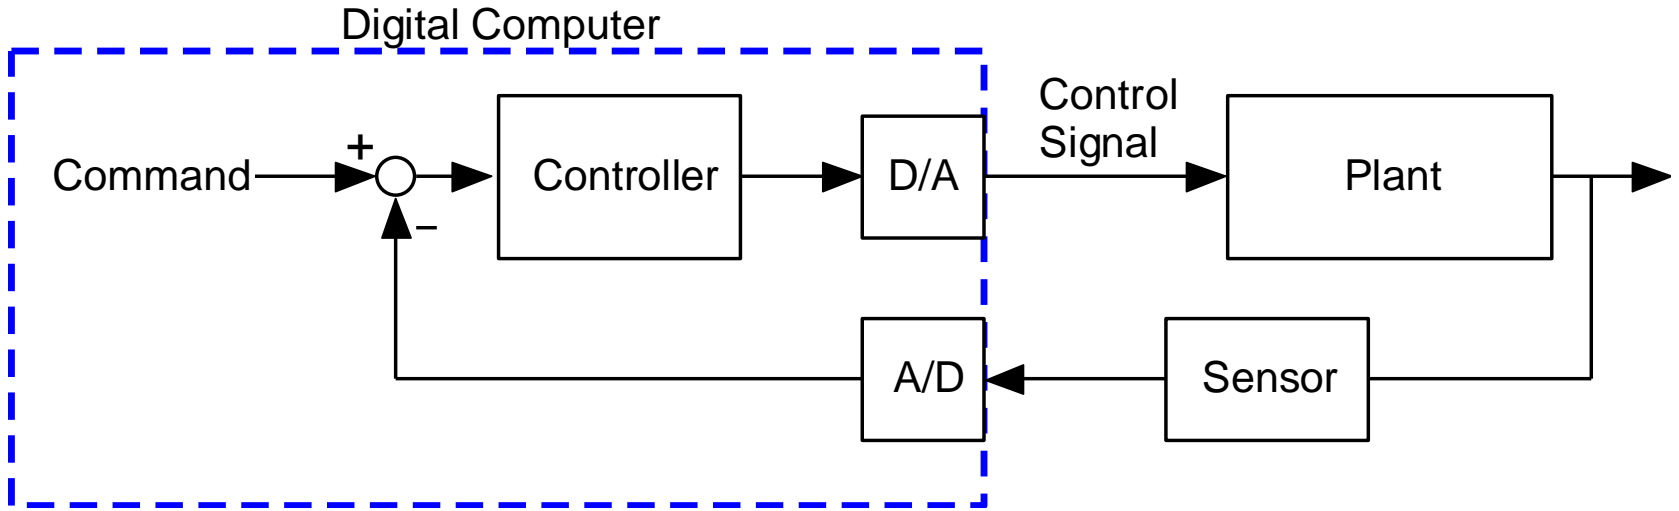 Digital Computer
Control
Signal
+
Command
Controller
D/A
Plant
−
A/D
Sensor